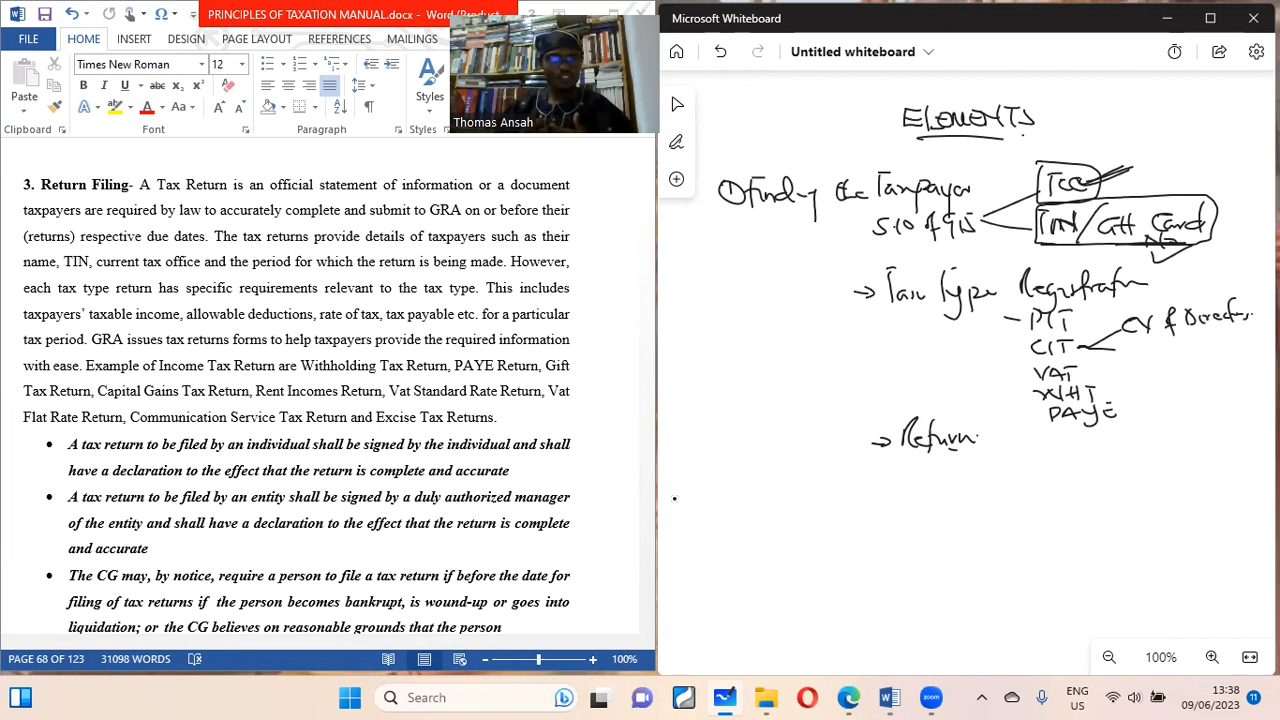 PRINCIPLES OF TAXATION MANUAL.docx - Word (Product
FILE
HOME
INSERT
DESIGN
PAGE LAYOUT
REFERENCES
MAILINGS
Paste
Times New Roman
12
Styles
Clipboard
Font
Paragraph
Styles
Thomas Ansah
3. Return Filing- A Tax Return is an official statement of information or a document
taxpayers are required by law to accurately complete and submit to GRA on or before their
(returns) respective due dates. The tax returns provide details of taxpayers such as their
name, TIN, current tax office and the period for which the return is being made. However,
each tax type return has specific requirements relevant to the tax type. This includes
taxpayers’ taxable income, allowable deductions, rate of tax, tax payable etc. for a particular
tax period. GRA issues tax returns forms to help taxpayers provide the required information
with ease. Example of Income Tax Return are Withholding Tax Return, PAYE Return, Gift
Tax Return, Capital Gains Tax Return, Rent Incomes Return, Vat Standard Rate Return, Vat
Flat Rate Return, Communication Service Tax Return and Excise Tax Returns.
• A tax return to be filed by an individual shall be signed by the individual and shall
have a declaration to the effect that the return is complete and accurate
• A tax return to be filed by an entity shall be signed by a duly authorized manager
of the entity and shall have a declaration to the effect that the return is complete
and accurate
• The CG may, by notice, require a person to file a tax return if before the date for
filing of tax returns if the person becomes bankrupt, is wound-up or goes into
liquidation; or the CG believes on reasonable grounds that the person
PAGE 68 OF 123
31098 WORDS
100%
Microsoft Whiteboard
Untitled whiteboard
ELEMENTS
① Finding the Taxpayer
TCC
TIN/GH Card
→ Tax Type Registration
- PIT
CIT
VAT
WHT
PAYE
→ Return
100%
Search
ENG
US
13:38
09/06/2023
11